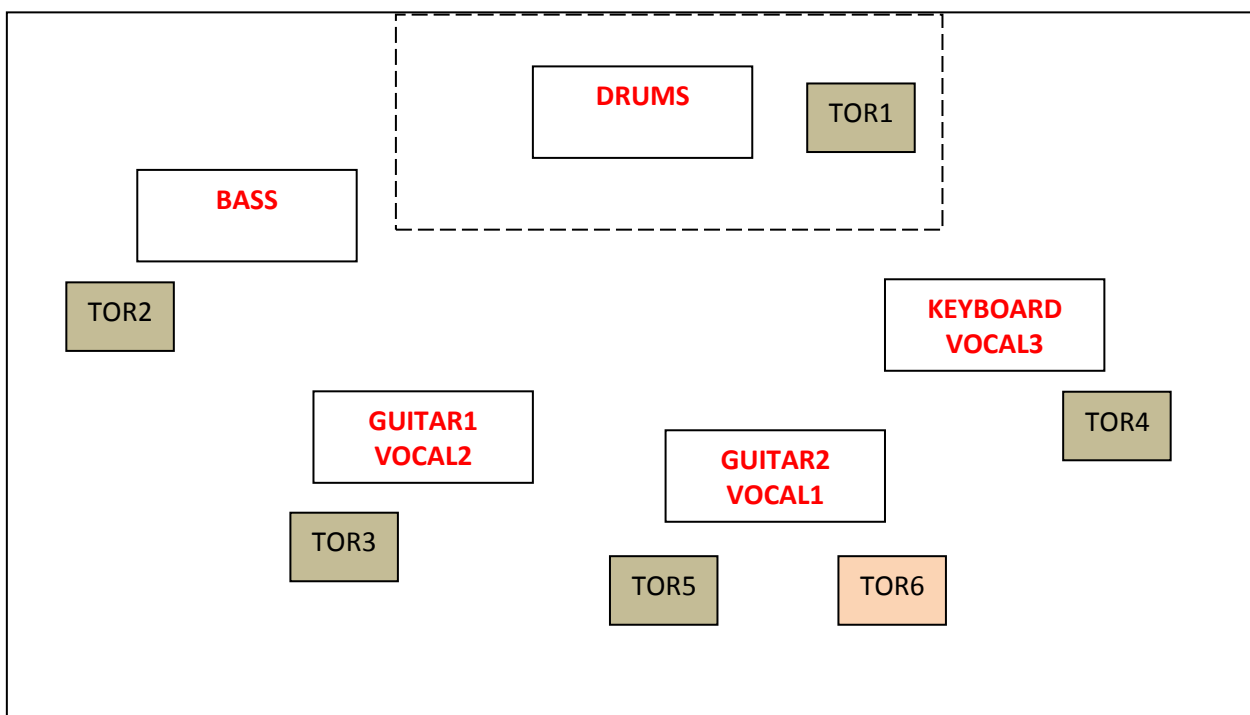 DRUMS
TOR1
BASS
TOR2
KEYBOARD
VOCAL3
GUITAR1
VOCAL2
TOR4
GUITAR2
VOCAL1
TOR3
TOR5
TOR6